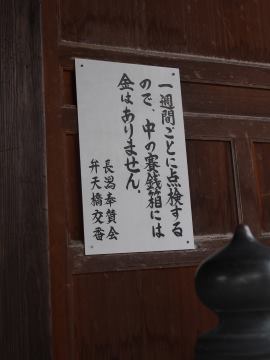 一週間ごとに点検する
ので、中の賽銭箱には
金はありません。
長潟奉賛会
弁天橋交番